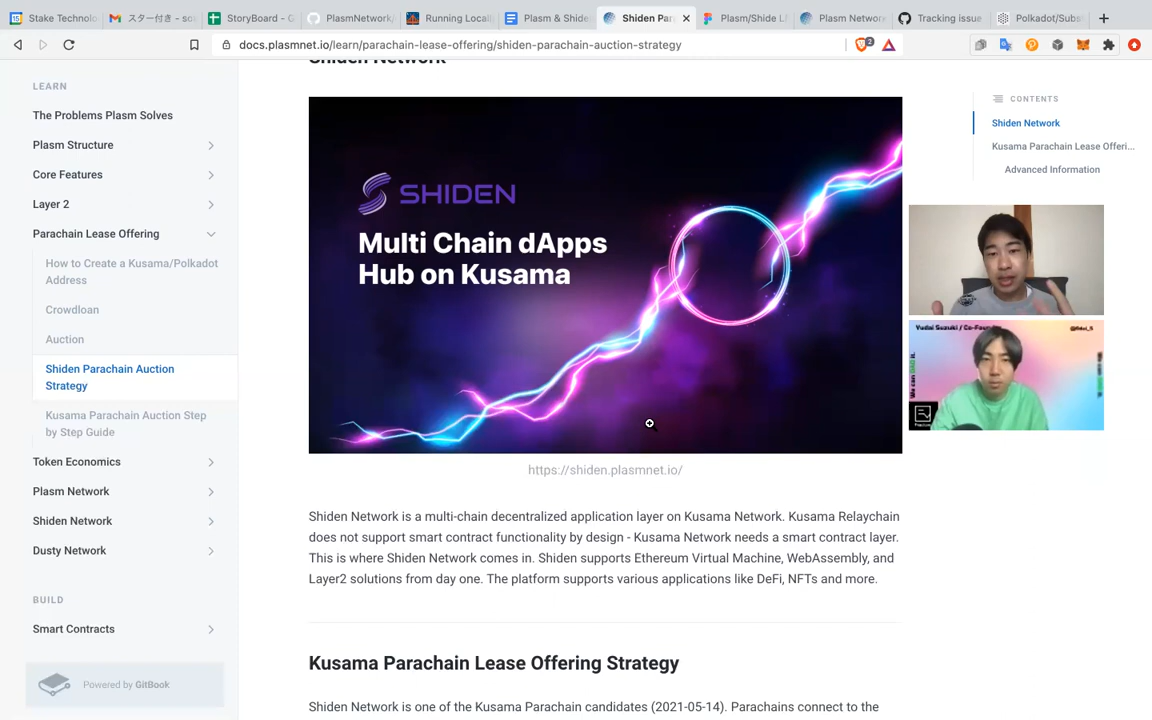 Stake Technolo
スター付き - so
StoryBoard - G
PlasmNetwork/
Running Locall
Plasm & Shide
Shiden Par
Plasm/Shide L
Plasm Network
Tracking issue
Polkadot/Subs
docs.plasmnet.io/learn/parachain-lease-offering/shiden-parachain-auction-strategy
2
LEARN
The Problems Plasm Solves
Plasm Structure
Core Features
Layer 2
Parachain Lease Offering
How to Create a Kusama/Polkadot
Address
Crowdloan
Auction
Shiden Parachain Auction
Strategy
Kusama Parachain Auction Step
by Step Guide
Token Economics
Plasm Network
Shiden Network
Dusty Network
BUILD
Smart Contracts
Powered by GitBook
Shiden Network
SHIDEN
Multi Chain dApps
Hub on Kusama
https://shiden.plasmnet.io/
Shiden Network is a multi-chain decentralized application layer on Kusama Network. Kusama Relaychain
does not support smart contract functionality by design - Kusama Network needs a smart contract layer.
This is where Shiden Network comes in. Shiden supports Ethereum Virtual Machine, WebAssembly, and
Layer2 solutions from day one. The platform supports various applications like DeFi, NFTs and more.
Kusama Parachain Lease Offering Strategy
Shiden Network is one of the Kusama Parachain candidates (2021-05-14). Parachains connect to the
CONTENTS
Shiden Network
Kusama Parachain Lease Offeri...
Advanced Information
Yudai Suzuki / Co-Fou